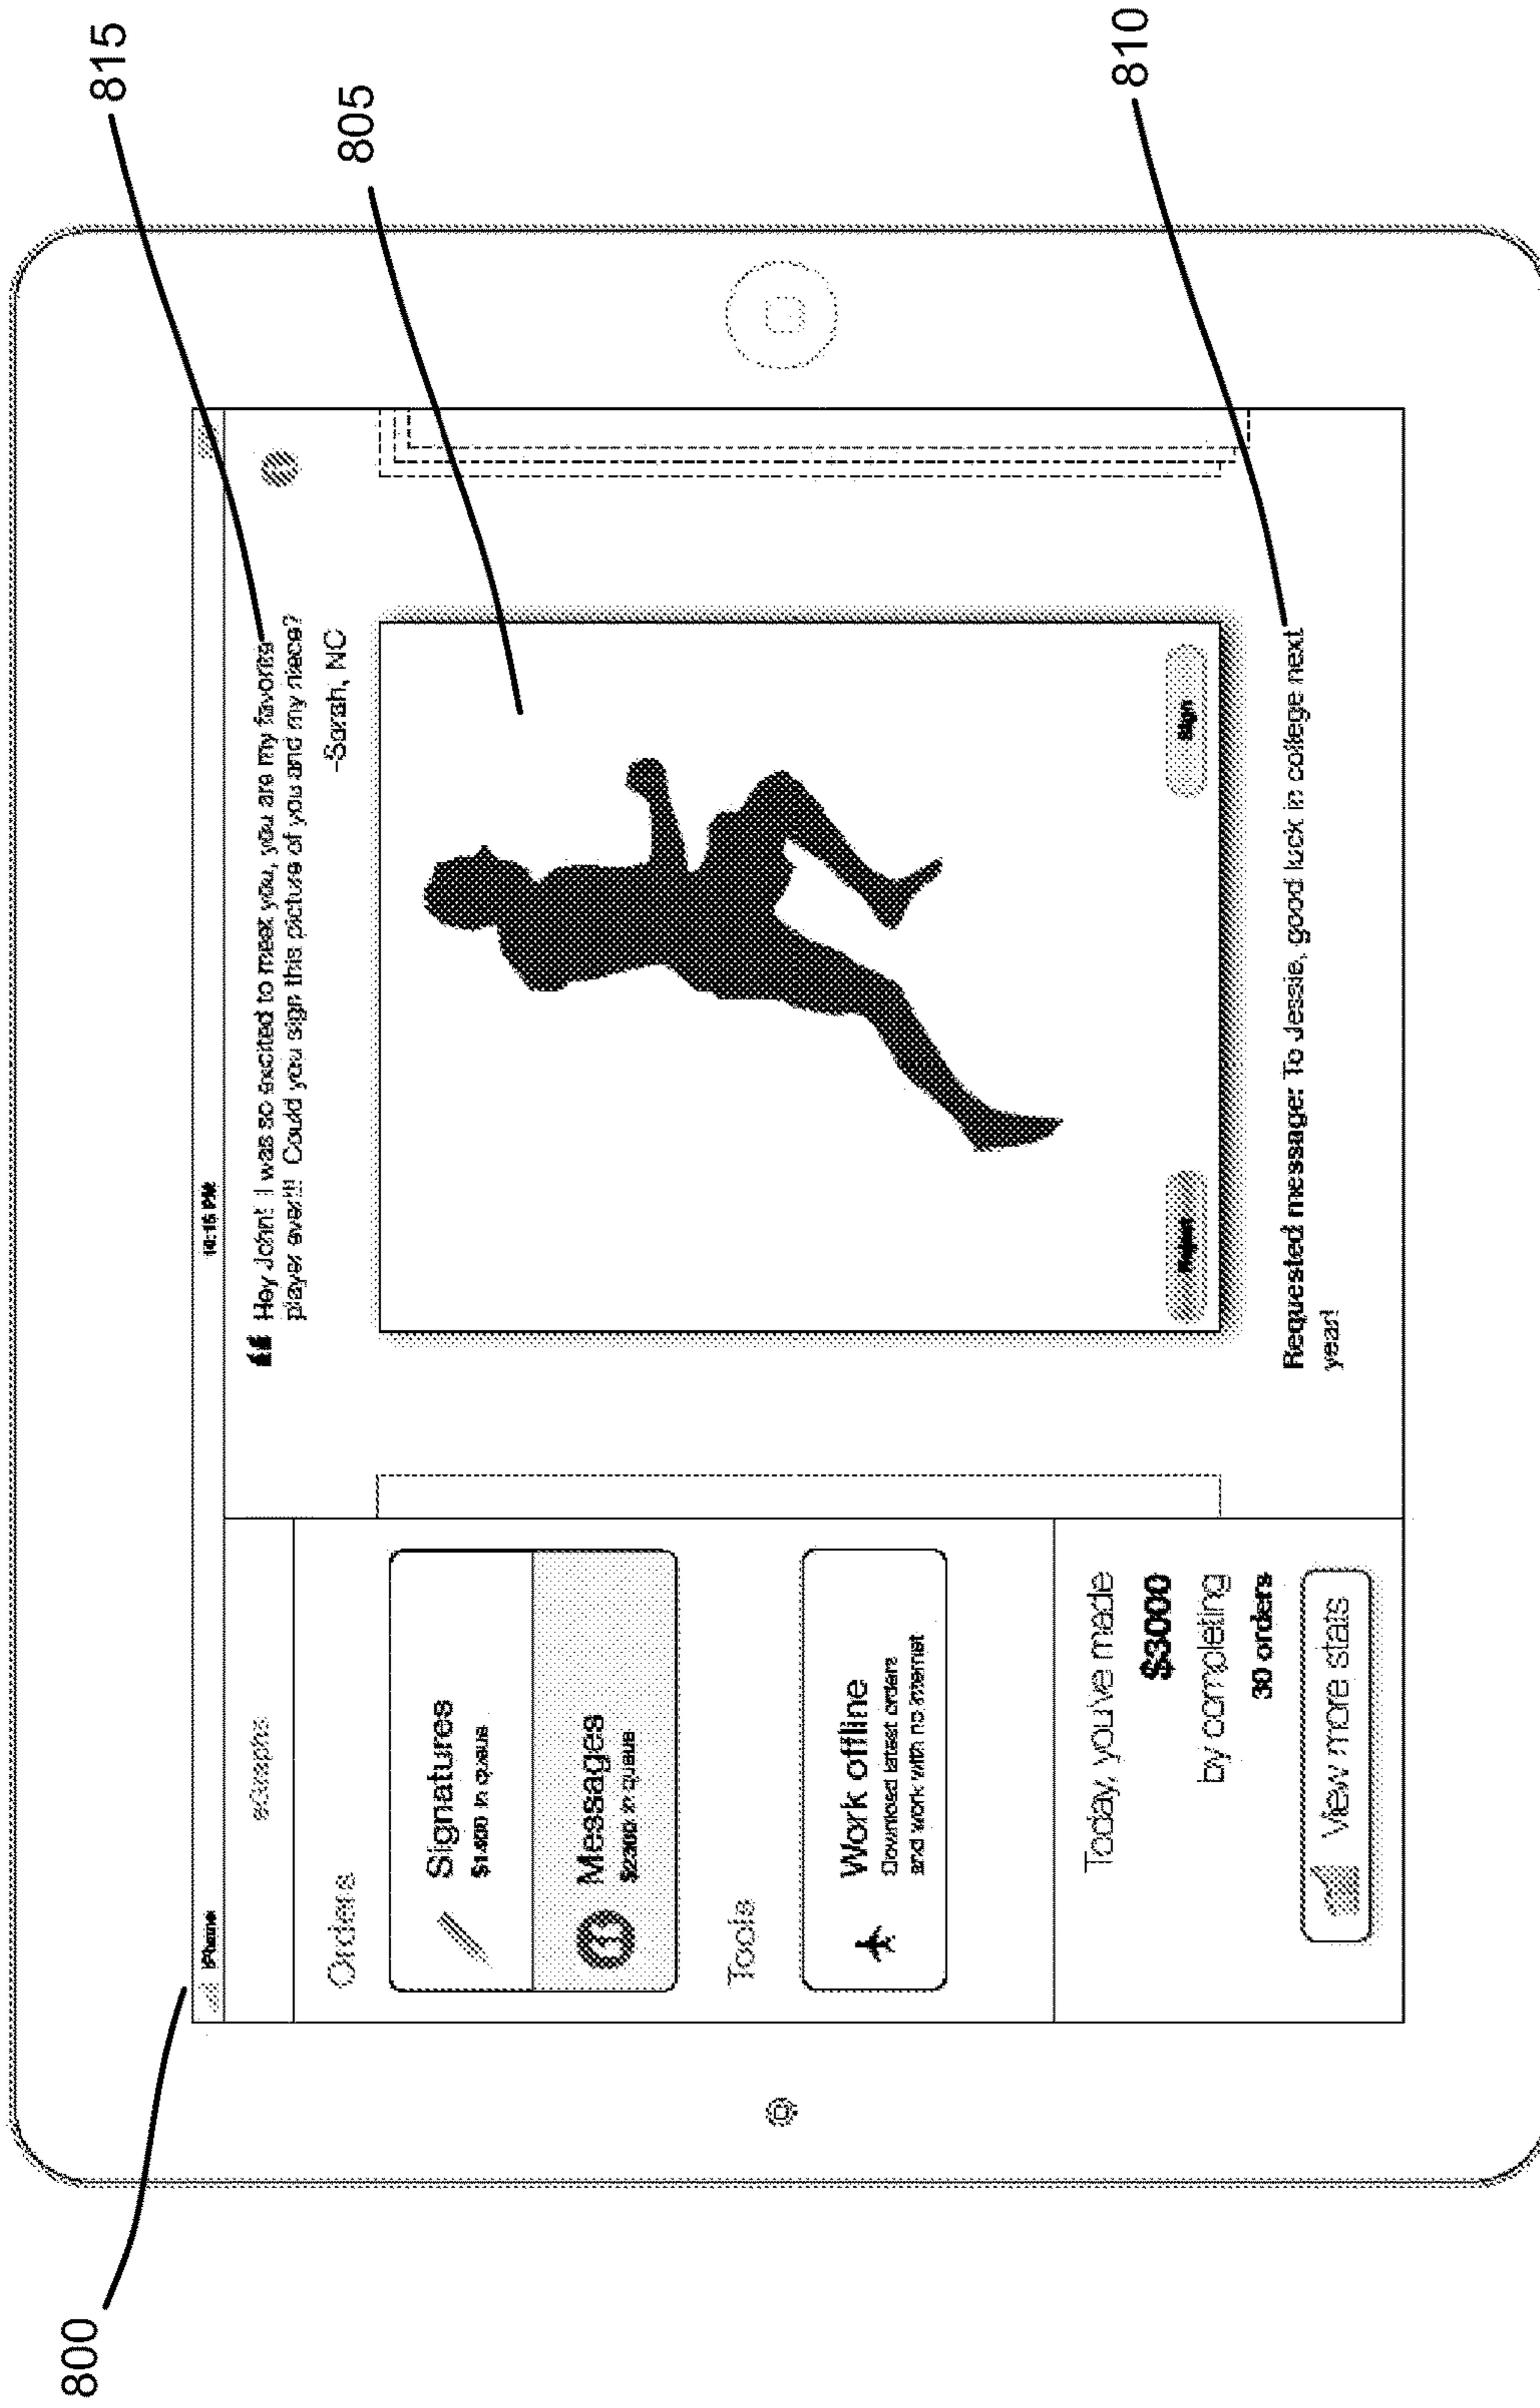 800
815
805
810
iPhone
10:15 PM
Orders
Signatures
$1400 in queue
Messages
$2300 in queue
Tools
Work offline
Download latest orders
and work with no internet
Today, you've made
$3000
by completing
30 orders
View more stats
Hey John! I was so excited to meet you, you are my favorite
player ever!!! Could you sign this picture of you and my niece?
-Sarah, NC
Reject
Sign
Requested message: To Jessie, good luck in college next
year!